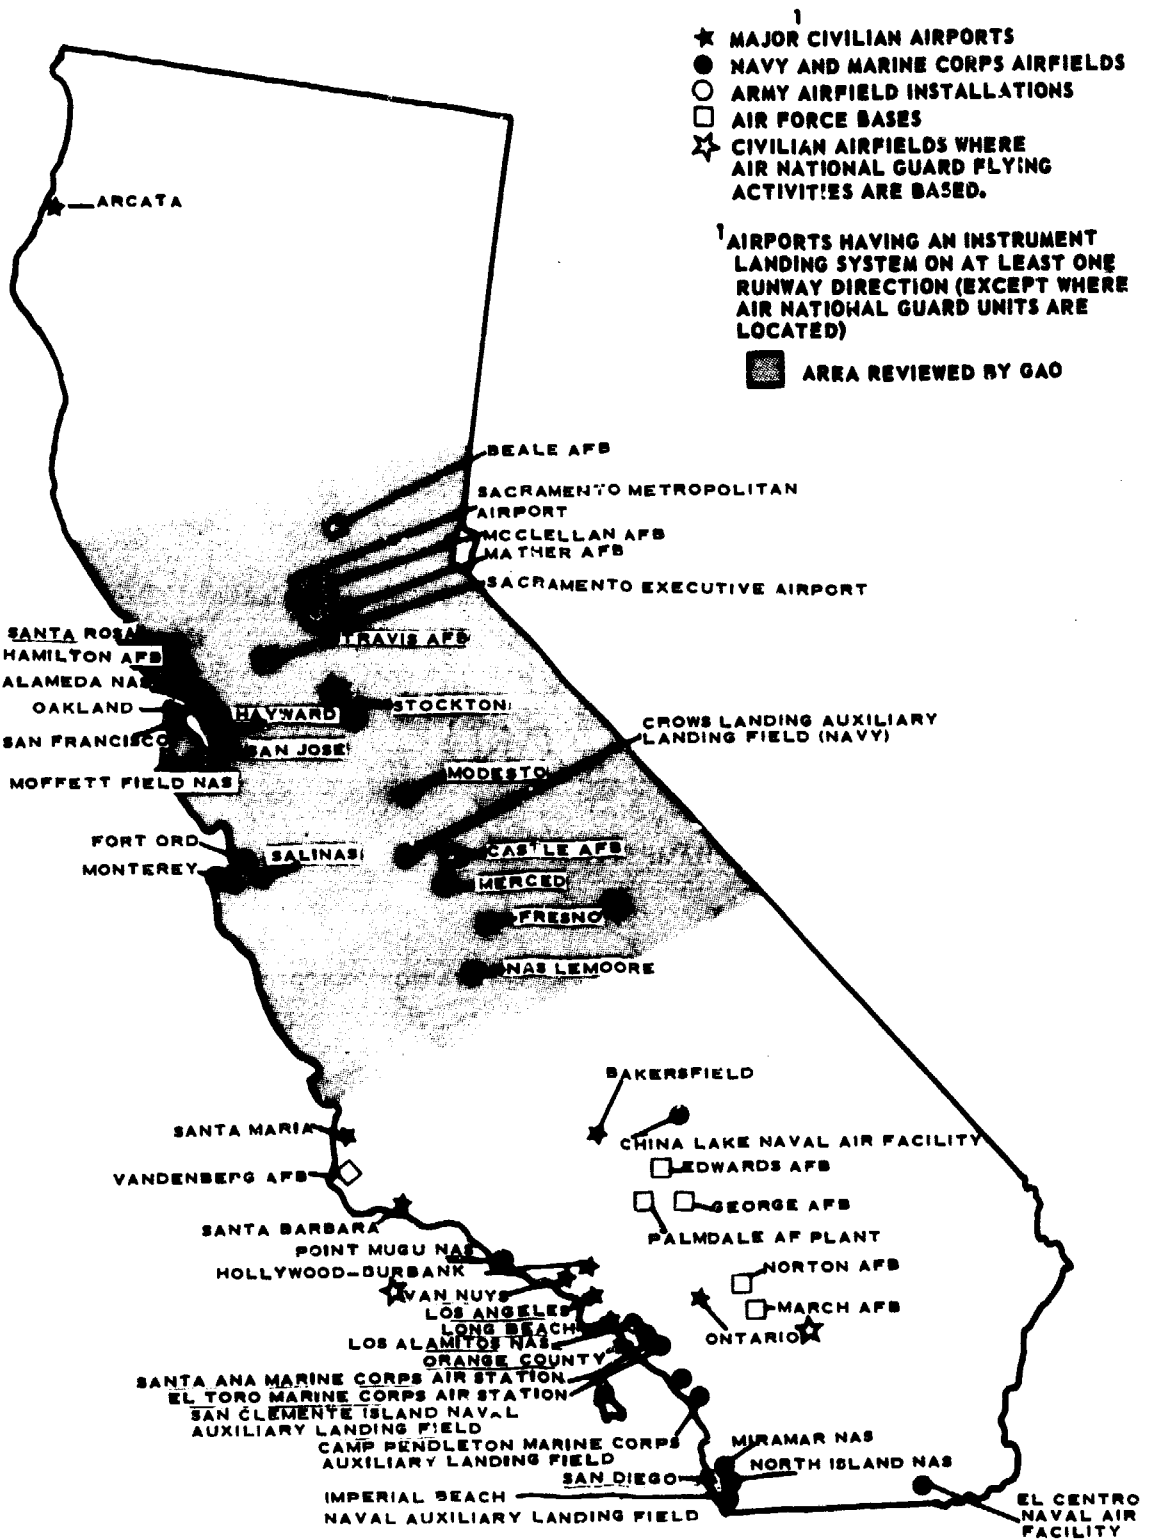 1
MAJOR CIVILIAN AIRPORTS
NAVY AND MARINE CORPS AIRFIELDS
ARMY AIRFIELD INSTALLATIONS
AIR FORCE BASES
CIVILIAN AIRFIELDS WHERE
AIR NATIONAL GUARD FLYING
ACTIVITIES ARE BASED.
1 AIRPORTS HAVING AN INSTRUMENT
LANDING SYSTEM ON AT LEAST ONE
RUNWAY DIRECTION (EXCEPT WHERE
AIR NATIONAL GUARD UNITS ARE
LOCATED)
AREA REVIEWED BY GAO
ARCATA
BEALE AFB
SACRAMENTO METROPOLITAN
AIRPORT
MCCLELLAN AFB
MATHER AFB
SACRAMENTO EXECUTIVE AIRPORT
SANTA ROSA
TRAVIS AFB
HAMILTON AFB
ALAMEDA NAS
OAKLAND
HAYWARD
STOCKTON
SAN FRANCISCO
SAN JOSE
CROWS LANDING AUXILIARY
LANDING FIELD (NAVY)
MOFFETT FIELD NAS
MODESTO
FORT ORD
SALINAS
CASTLE AFB
MONTEREY
MERCED
FRESNO
NAS LEMOORE
BAKERSFIELD
SANTA MARIA
CHINA LAKE NAVAL AIR FACILITY
EDWARDS AFB
VANDENBERG AFB
GEORGE AFB
SANTA BARBARA
PALMDALE AF PLANT
POINT MUGU NAS
HOLLYWOOD-BURBANK
NORTON AFB
VAN NUYS
LOS ANGELES
MARCH AFB
LONG BEACH
ONTARIO
LOS ALAMITOS NAS
ORANGE COUNTY
SANTA ANA MARINE CORPS AIR STATION
EL TORO MARINE CORPS AIR STATION
SAN CLEMENTE ISLAND NAVAL
AUXILIARY LANDING FIELD
CAMP PENDLETON MARINE CORPS
AUXILIARY LANDING FIELD
MIRAMAR NAS
NORTH ISLAND NAS
SAN DIEGO
IMPERIAL BEACH
NAVAL AUXILIARY LANDING FIELD
EL CENTRO
NAVAL AIR
FACILITY